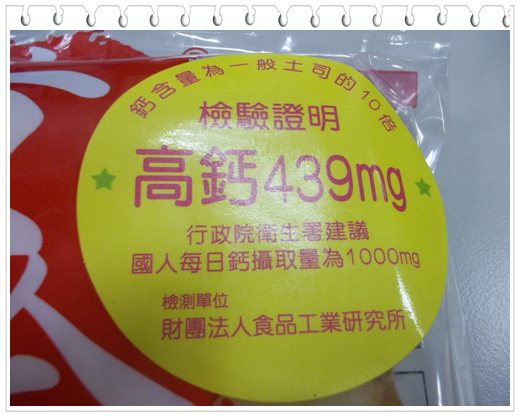 鈣含量為一般土司的10倍
檢驗證明
高鈣439mg
行政院衛生署建議
國人每日鈣攝取量為1000mg
檢測單位
財團法人食品工業研究所